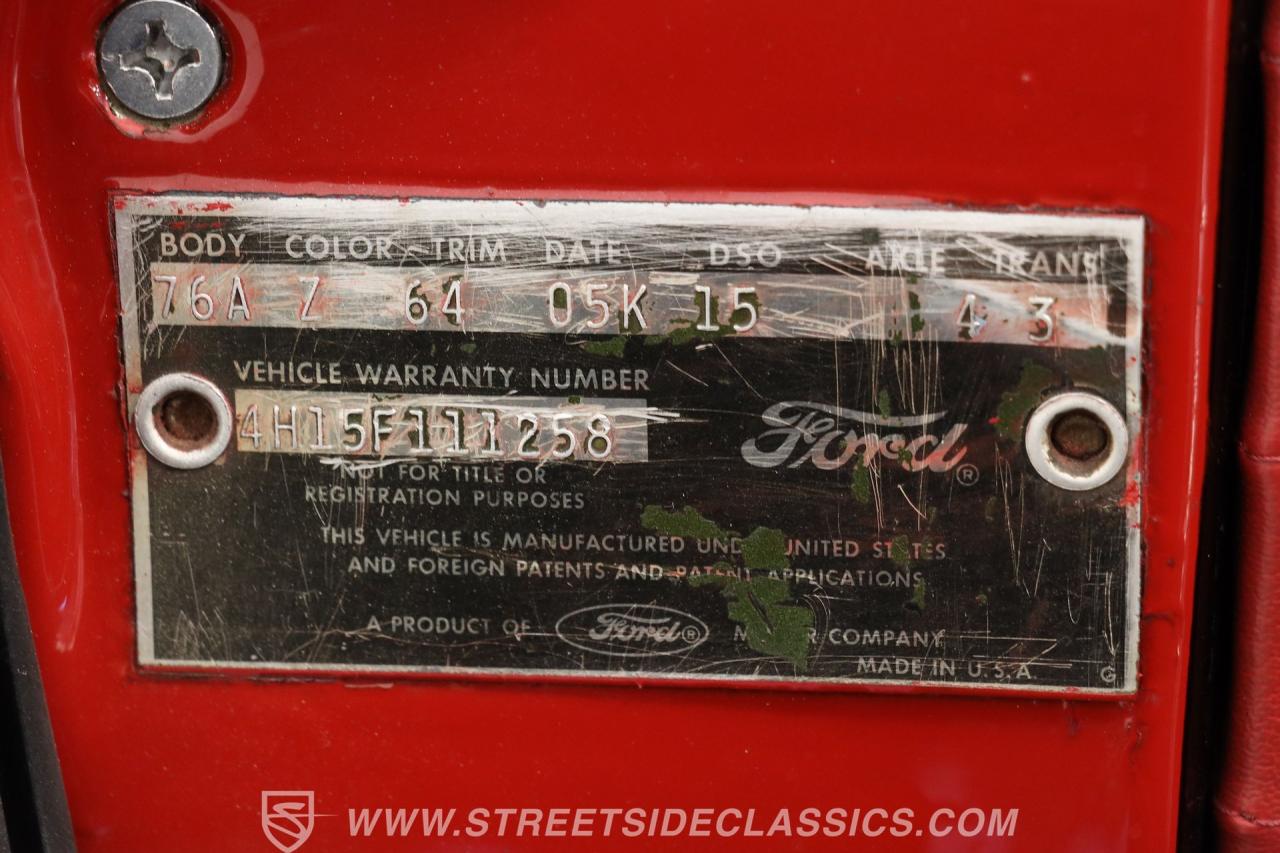 BODY COLOR TRIM DATE DSO AXLE TRANS
76A Z 64 05K 15 4 3
VEHICLE WARRANTY NUMBER
4H15F111258
Ford®
NOT FOR TITLE OR
REGISTRATION PURPOSES
THIS VEHICLE IS MANUFACTURED UND UNITED STATES
AND FOREIGN PATENTS AND PATENT APPLICATIONS
A PRODUCT OF Ford® M R COMPANY
MADE IN U.S.A. G
S WWW.STREETSIDECLASSICS.COM